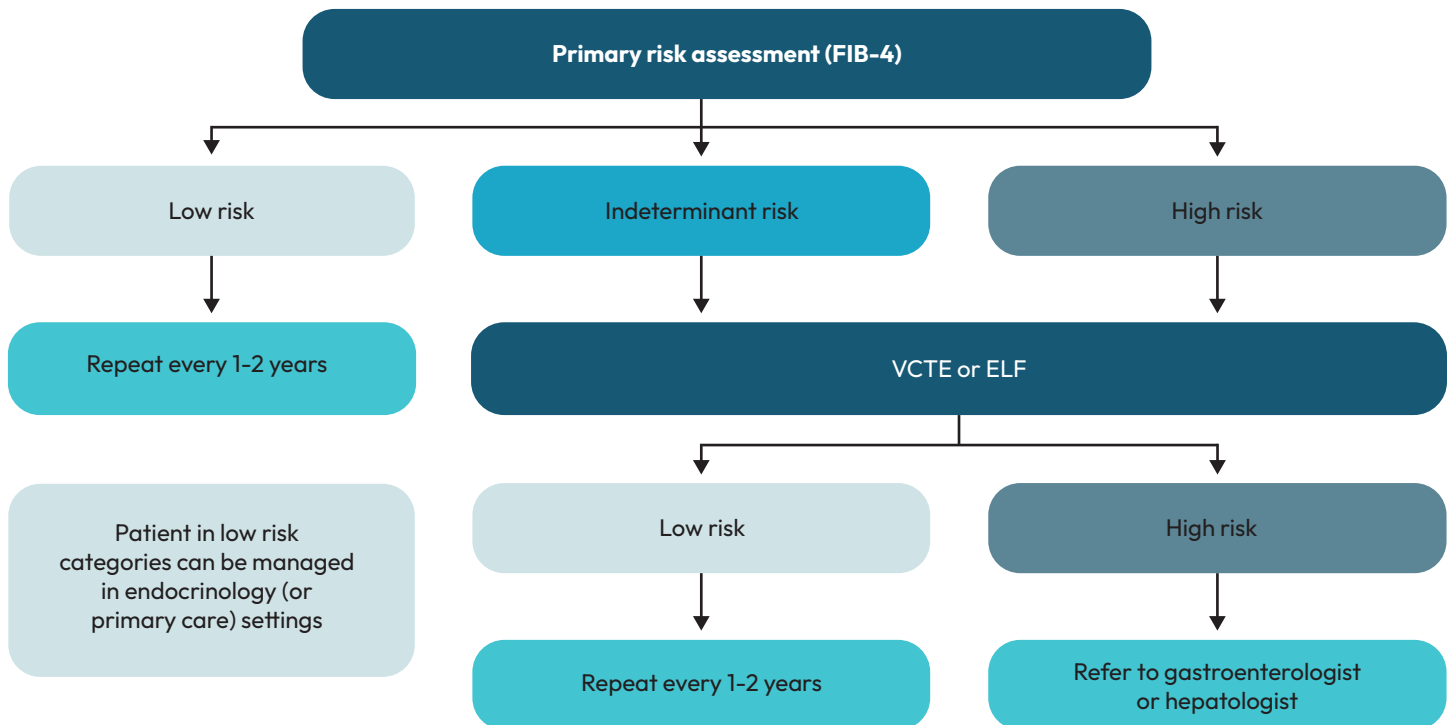 Primary risk assessment (FIB-4)
Low risk
Indeterminant risk
High risk
Repeat every 1-2 years
VCTE or ELF
Patient in low risk
categories can be managed
in endocrinology (or
primary care) settings
Low risk
High risk
Repeat every 1-2 years
Refer to gastroenterologist
or hepatologist